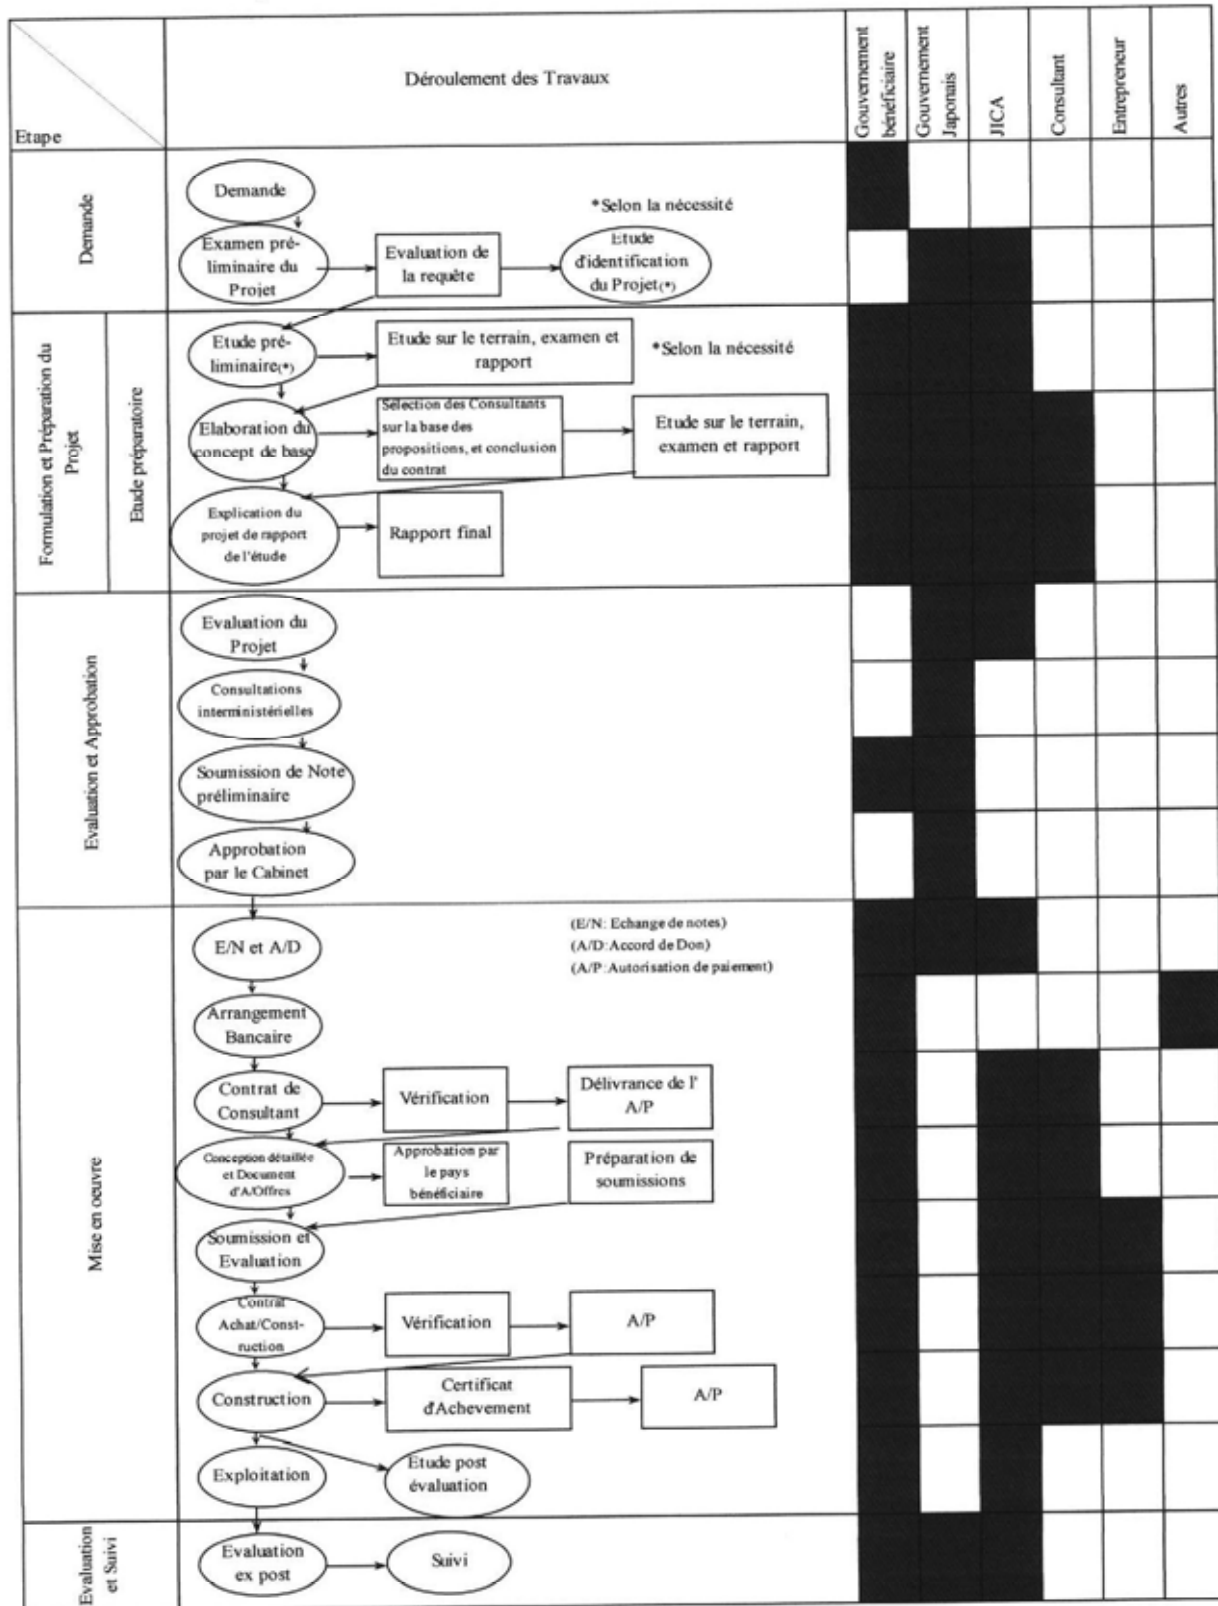 Etape
Déroulement des Travaux
Gouvernement
bénéficiaire
Gouvernement
Japonais
JICA
Consultant
Entrepreneur
Autres
Demande
Demande
*Selon la nécessité
Examen pré-
liminaire du
Projet
Evaluation de
la requête
Etude
d'identification
du Projet(*)
Formulation et Préparation du
Projet
Etude préparatoire
Etude pré-
liminaire(*)
Etude sur le terrain, examen et
rapport
*Selon la nécessité
Elaboration du
concept de base
Sélection des Consultants
sur la base des
propositions, et conclusion
du contrat
Etude sur le terrain,
examen et rapport
Explication du
projet de rapport
de l'étude
Rapport final
Evaluation et Approbation
Evaluation du
Projet
Consultations
interministérielles
Soumission de Note
préliminaire
Approbation
par le Cabinet
Mise en oeuvre
E/N et A/D
(E/N: Echange de notes)
(A/D:Accord de Don)
(A/P:Autorisation de paiement)
Arrangement
Bancaire
Contrat de
Consultant
Vérification
Délivrance de l'
A/P
Conception détaillée
et Document
d'A/Offres
Approbation par
le pays
bénéficiaire
Préparation de
soumissions
Soumission et
Evaluation
Contrat
Achat/Const-
ruction
Vérification
A/P
Construction
Certificat
d'Achevement
A/P
Exploitation
Etude post
évaluation
Evaluation
et Suivi
Evaluation
ex post
Suivi